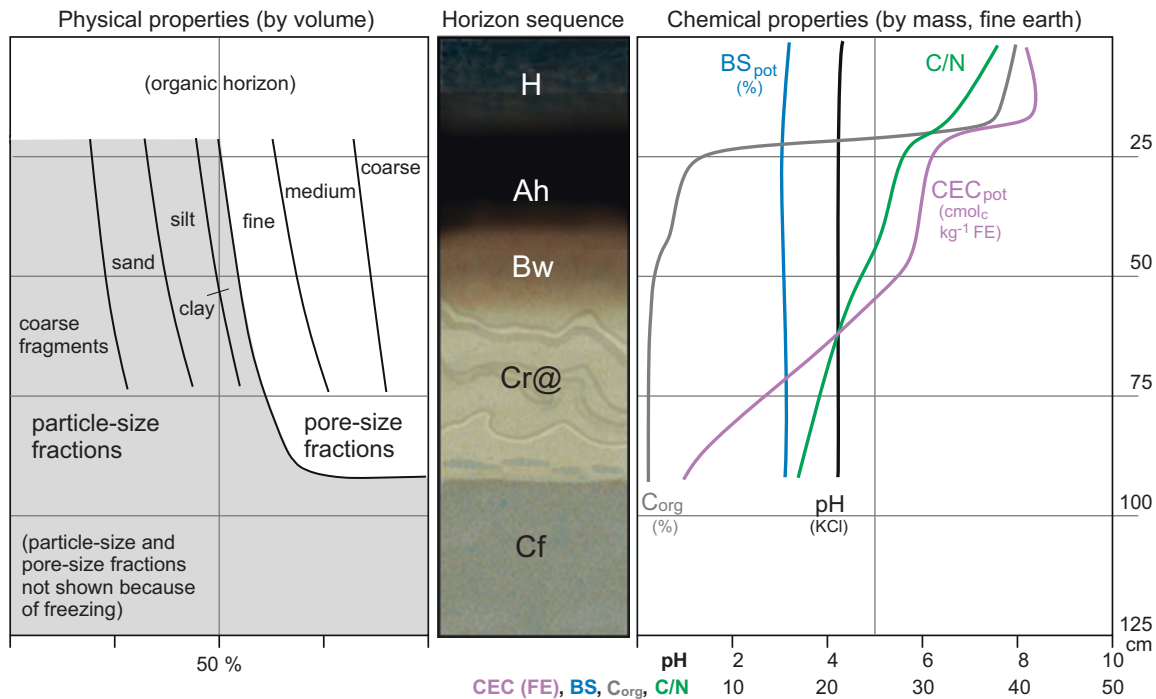 Physical properties (by volume)
Horizon sequence
Chemical properties (by mass, fine earth)
(organic horizon)
coarse
medium
fine
silt
sand
clay
coarse
fragments
particle-size
fractions
pore-size
fractions
(particle-size and
pore-size fractions
not shown because
of freezing)
50 %
H
Ah
Bw
Cr@
Cf
BSpot
(%)
C/N
CECpot
(cmolc
kg-1 FE)
Corg
(%)
pH
(KCl)
25
50
75
100
125
cm
pH 2 4 6 8 10
CEC (FE), BS, Corg, C/N 10 20 30 40 50